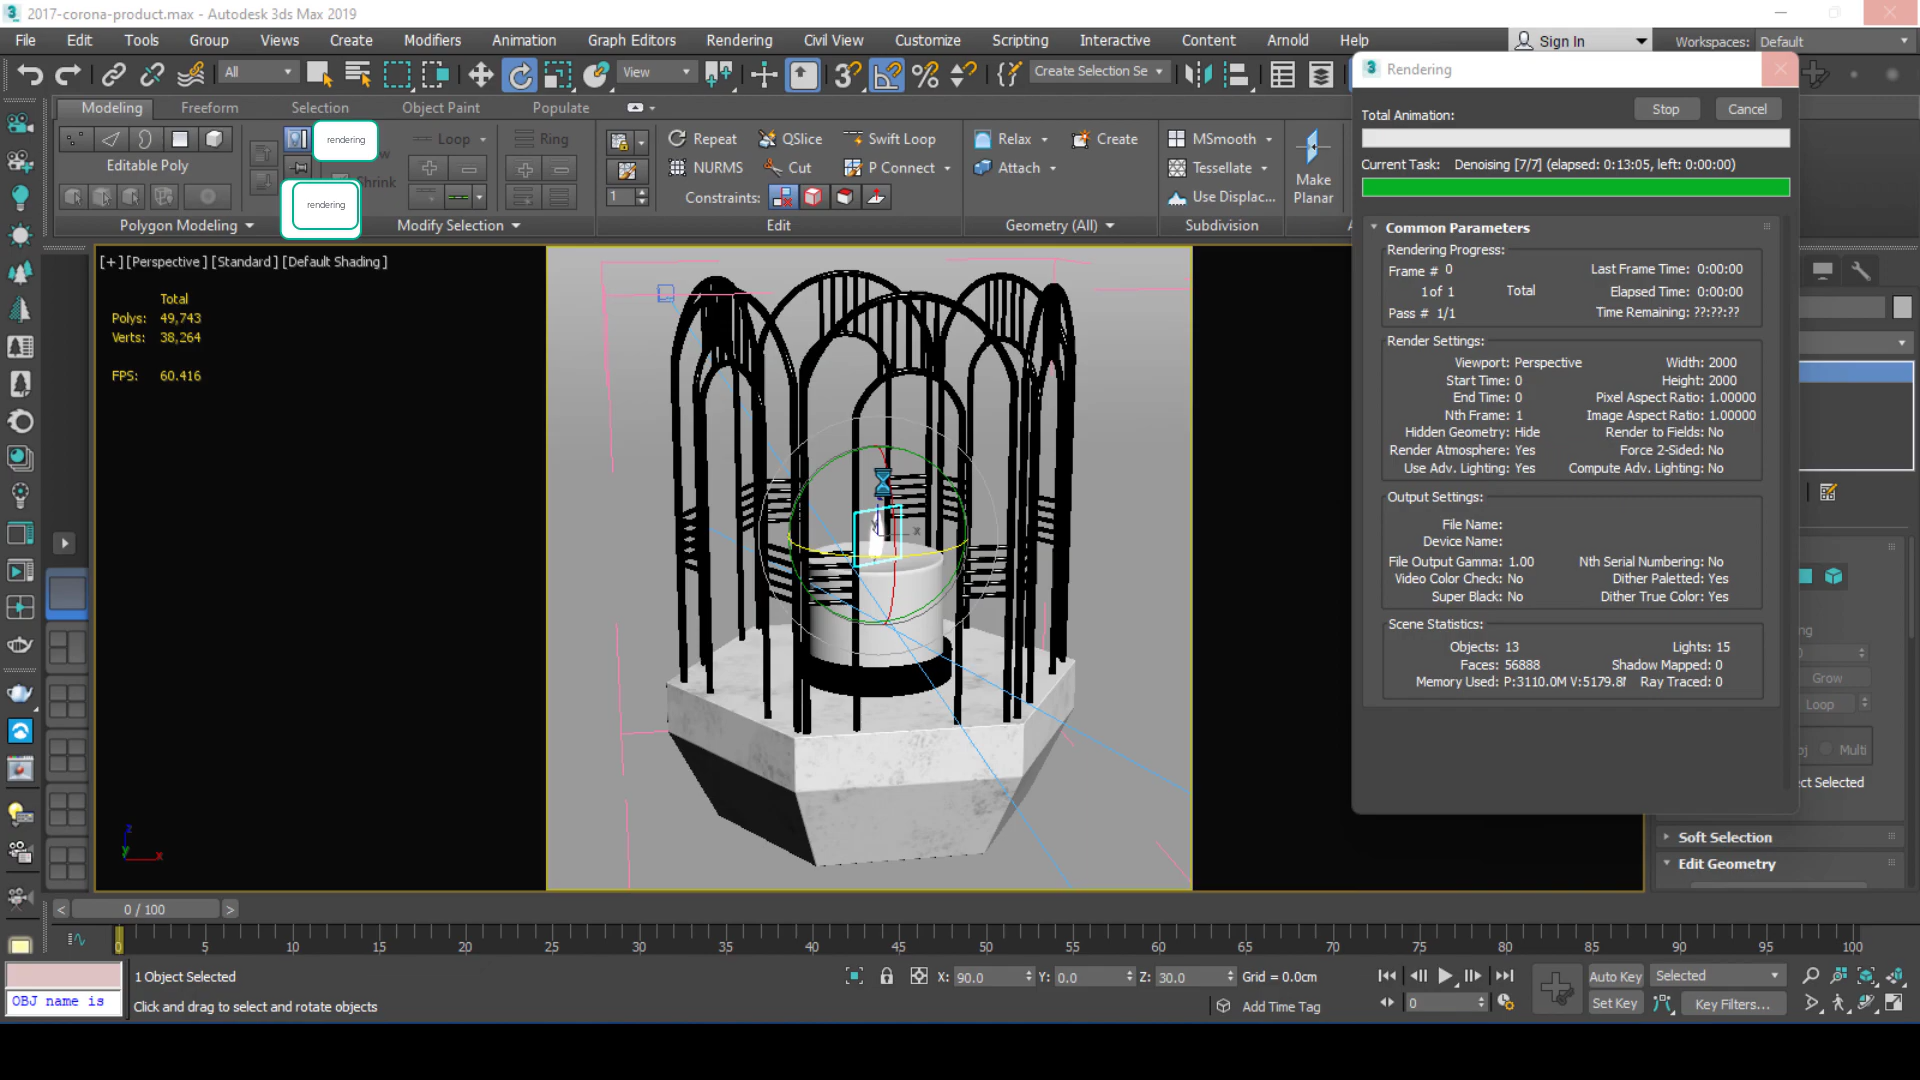 2017-corona-product.max - Autodesk 3ds Max 2019
File Edit Tools Group Views Create Modifiers Animation Graph Editors Rendering Civil View Customize Scripting Interactive Content Arnold Help
Sign In
Workspaces: Default
All
View
Create Selection Se
Modeling Freeform Selection Object Paint Populate
rendering
rendering
Editable Poly
Polygon Modeling
Loop Ring
Shrink
Modify Selection
Repeat QSlice Swift Loop
NURMS Cut P Connect
1
Constraints:
Edit
Relax Create
Attach
Geometry (All)
MSmooth
Tessellate
Use Displac...
Subdivision
Make
Planar
[+] [Perspective] [Standard] [Default Shading]
Total
Polys: 49,743
Verts: 38,264
FPS: 60.416
x
z
y
x
Rendering
Total Animation:
Stop
Cancel
Current Task: Denoising [7/7] (elapsed: 0:13:05, left: 0:00:00)
Common Parameters
Rendering Progress:
Frame # 0
Last Frame Time: 0:00:00
1 of 1 Total
Elapsed Time: 0:00:00
Pass # 1/1
Time Remaining: ??:??:??
Render Settings:
Viewport: Perspective
Width: 2000
Start Time: 0
Height: 2000
End Time: 0
Pixel Aspect Ratio: 1.00000
Nth Frame: 1
Image Aspect Ratio: 1.00000
Hidden Geometry: Hide
Render to Fields: No
Render Atmosphere: Yes
Force 2-Sided: No
Use Adv. Lighting: Yes
Compute Adv. Lighting: No
Output Settings:
File Name:
Device Name:
File Output Gamma: 1.00
Nth Serial Numbering: No
Video Color Check: No
Dither Paletted: Yes
Super Black: No
Dither True Color: Yes
Scene Statistics:
Objects: 13
Lights: 15
Faces: 56888
Shadow Mapped: 0
Memory Used: P:3110.0M V:5179.8
Ray Traced: 0
Grow
Loop
Multi
ct Selected
Soft Selection
Edit Geometry
< 0 / 100 >
0 5 10 15 20 25 30 35 40 45 50 55 60 65 70 75 80 85 90 95 100
OBJ name is
1 Object Selected
Click and drag to select and rotate objects
X: 90.0 Y: 0.0 Z: 30.0 Grid = 0.0cm
Add Time Tag
0
Auto Key
Selected
Set Key
Key Filters...